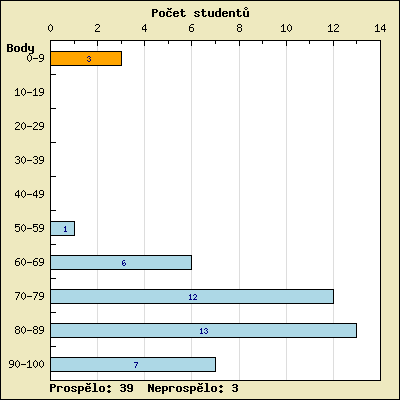 Počet studentů
0 2 4 6 8 10 12 14
Body
0-9 3
10-19
20-29
30-39
40-49
50-59 1
60-69 6
70-79 12
80-89 13
90-100 7
Prospělo: 39 Neprospělo: 3